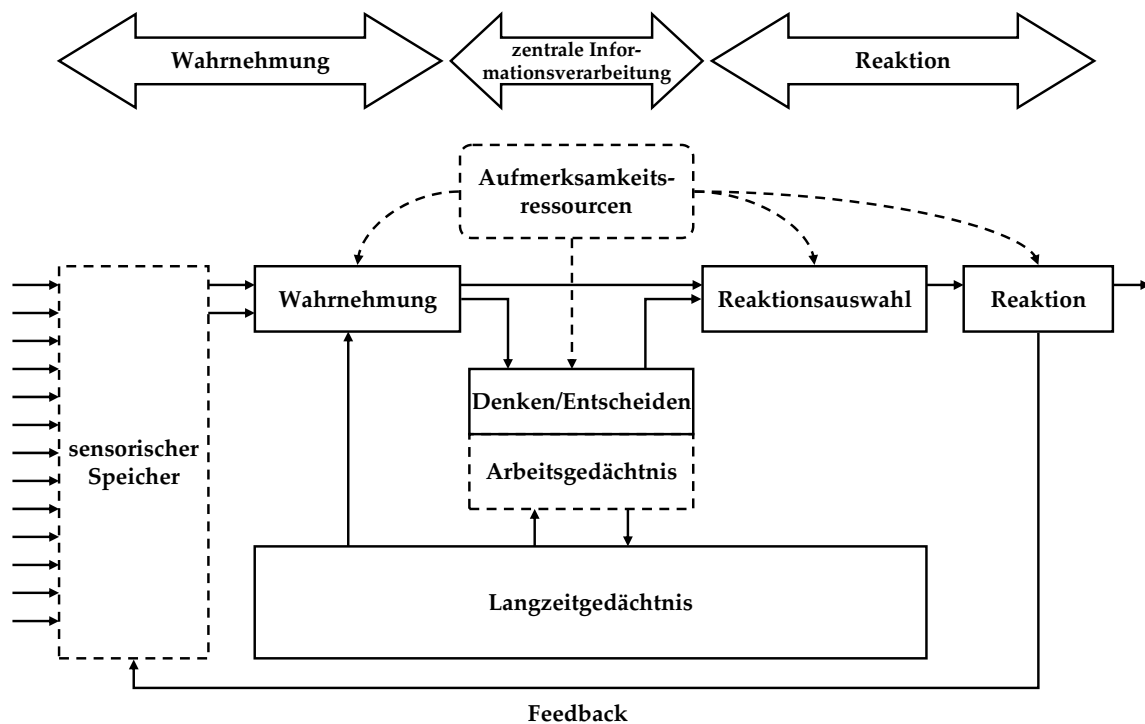 Wahrnehmung
zentrale Infor-
mationsverarbeitung
Reaktion
Aufmerksamkeits-
ressourcen
Wahrnehmung
Reaktionsauswahl
Reaktion
Denken/Entscheiden
sensorischer
Speicher
Arbeitsgedächtnis
Langzeitgedächtnis
Feedback